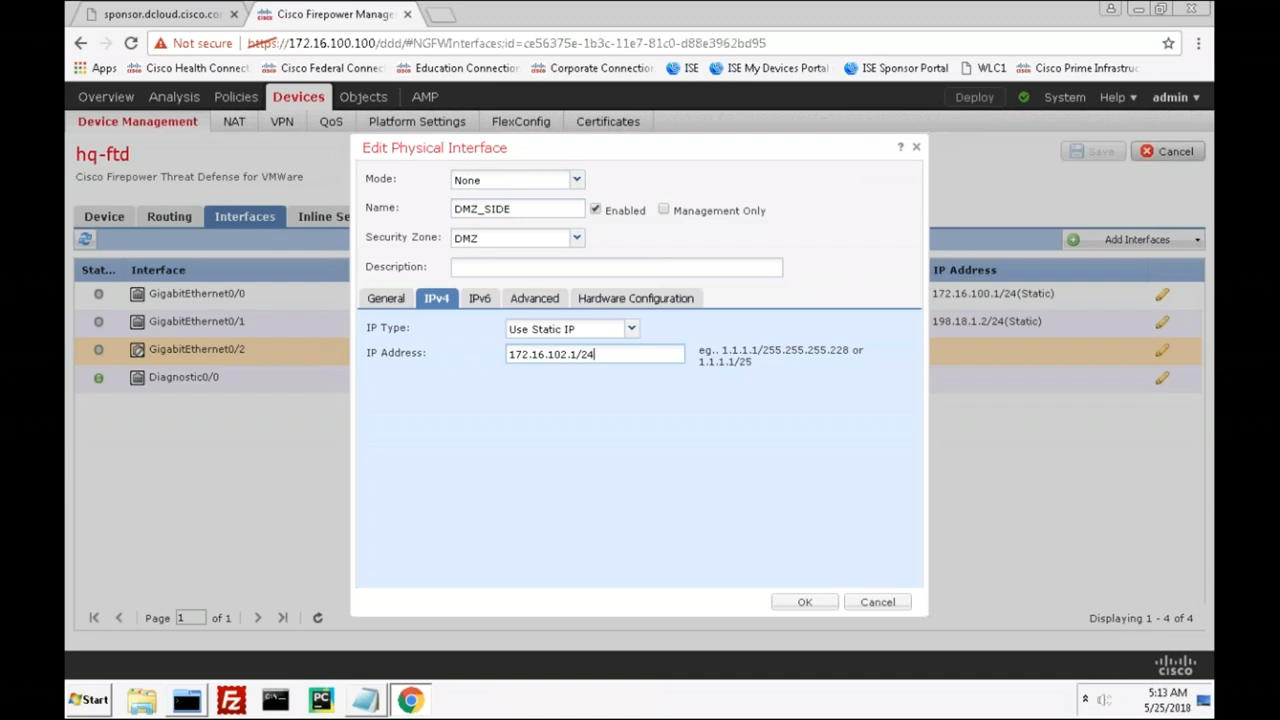 sponsor.dcloud.cisco.co
Cisco Firepower Manage
Not secure https://172.16.100.100/ddd/#NGFWInterfaces;id=ce56375e-1b3c-11e7-81c0-d88e3962bd95
Apps Cisco Health Connect Cisco Federal Connec Education Connection Corporate Connection ISE ISE My Devices Portal ISE Sponsor Portal WLC1 Cisco Prime Infrastruc
Overview Analysis Policies Devices Objects AMP Deploy System Help admin
Device Management NAT VPN QoS Platform Settings FlexConfig Certificates
Edit Physical Interface ?
hq-ftd Save Cancel
Cisco Firepower Threat Defense for VMWare
Mode: None
Name: DMZ_SIDE Enabled Management Only
Device Routing Interfaces Inline Se
Security Zone: DMZ
Add Interfaces
Description:
Stat... Interface IP Address
General IPv4 IPv6 Advanced Hardware Configuration
GigabitEthernet0/0 172.16.100.1/24(Static)
GigabitEthernet0/1 198.18.1.2/24(Static)
GigabitEthernet0/2
Diagnostic0/0
IP Type: Use Static IP
IP Address: 172.16.102.1/24 eg.. 1.1.1.1/255.255.255.228 or
1.1.1.1/25
OK Cancel
Page 1 of 1 Displaying 1 - 4 of 4
cisco
Start PC 5:13 AM
5/25/2018